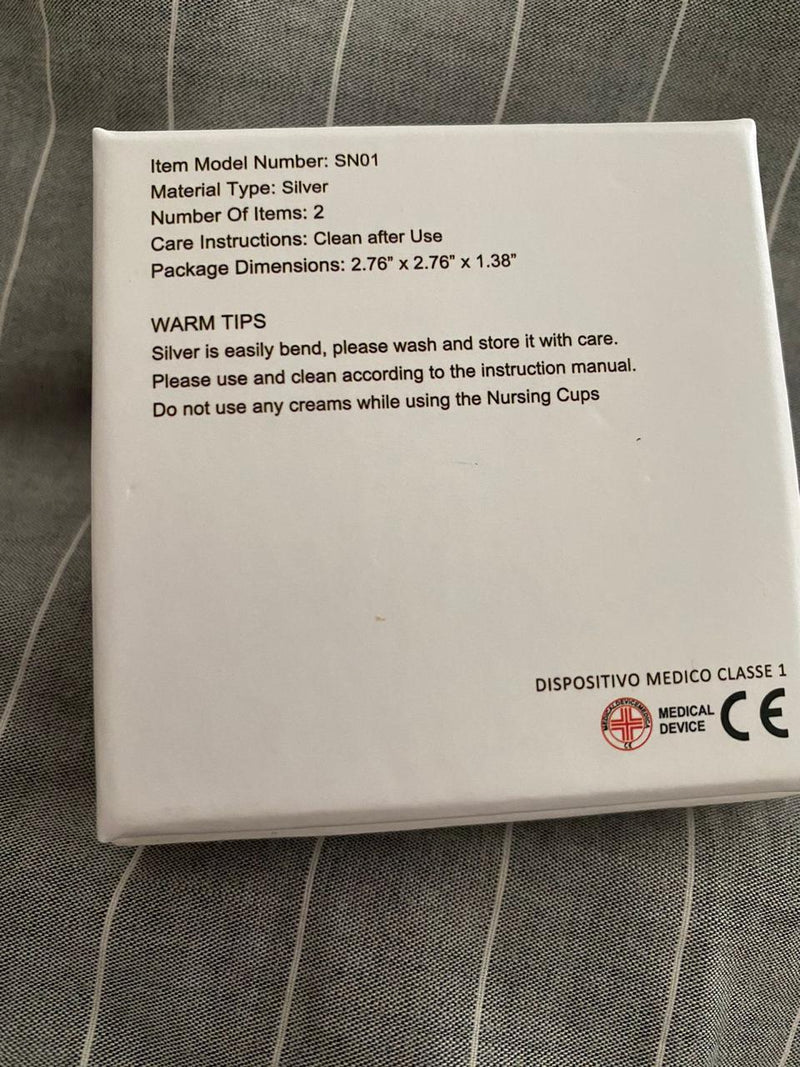 Item Model Number: SN01
Material Type: Silver
Number Of Items: 2
Care Instructions: Clean after Use
Package Dimensions: 2.76” x 2.76” x 1.38”
WARM TIPS
Silver is easily bend, please wash and store it with care.
Please use and clean according to the instruction manual.
Do not use any creams while using the Nursing Cups
DISPOSITIVO MEDICO CLASSE 1
MEDICAL
DEVICE
CE